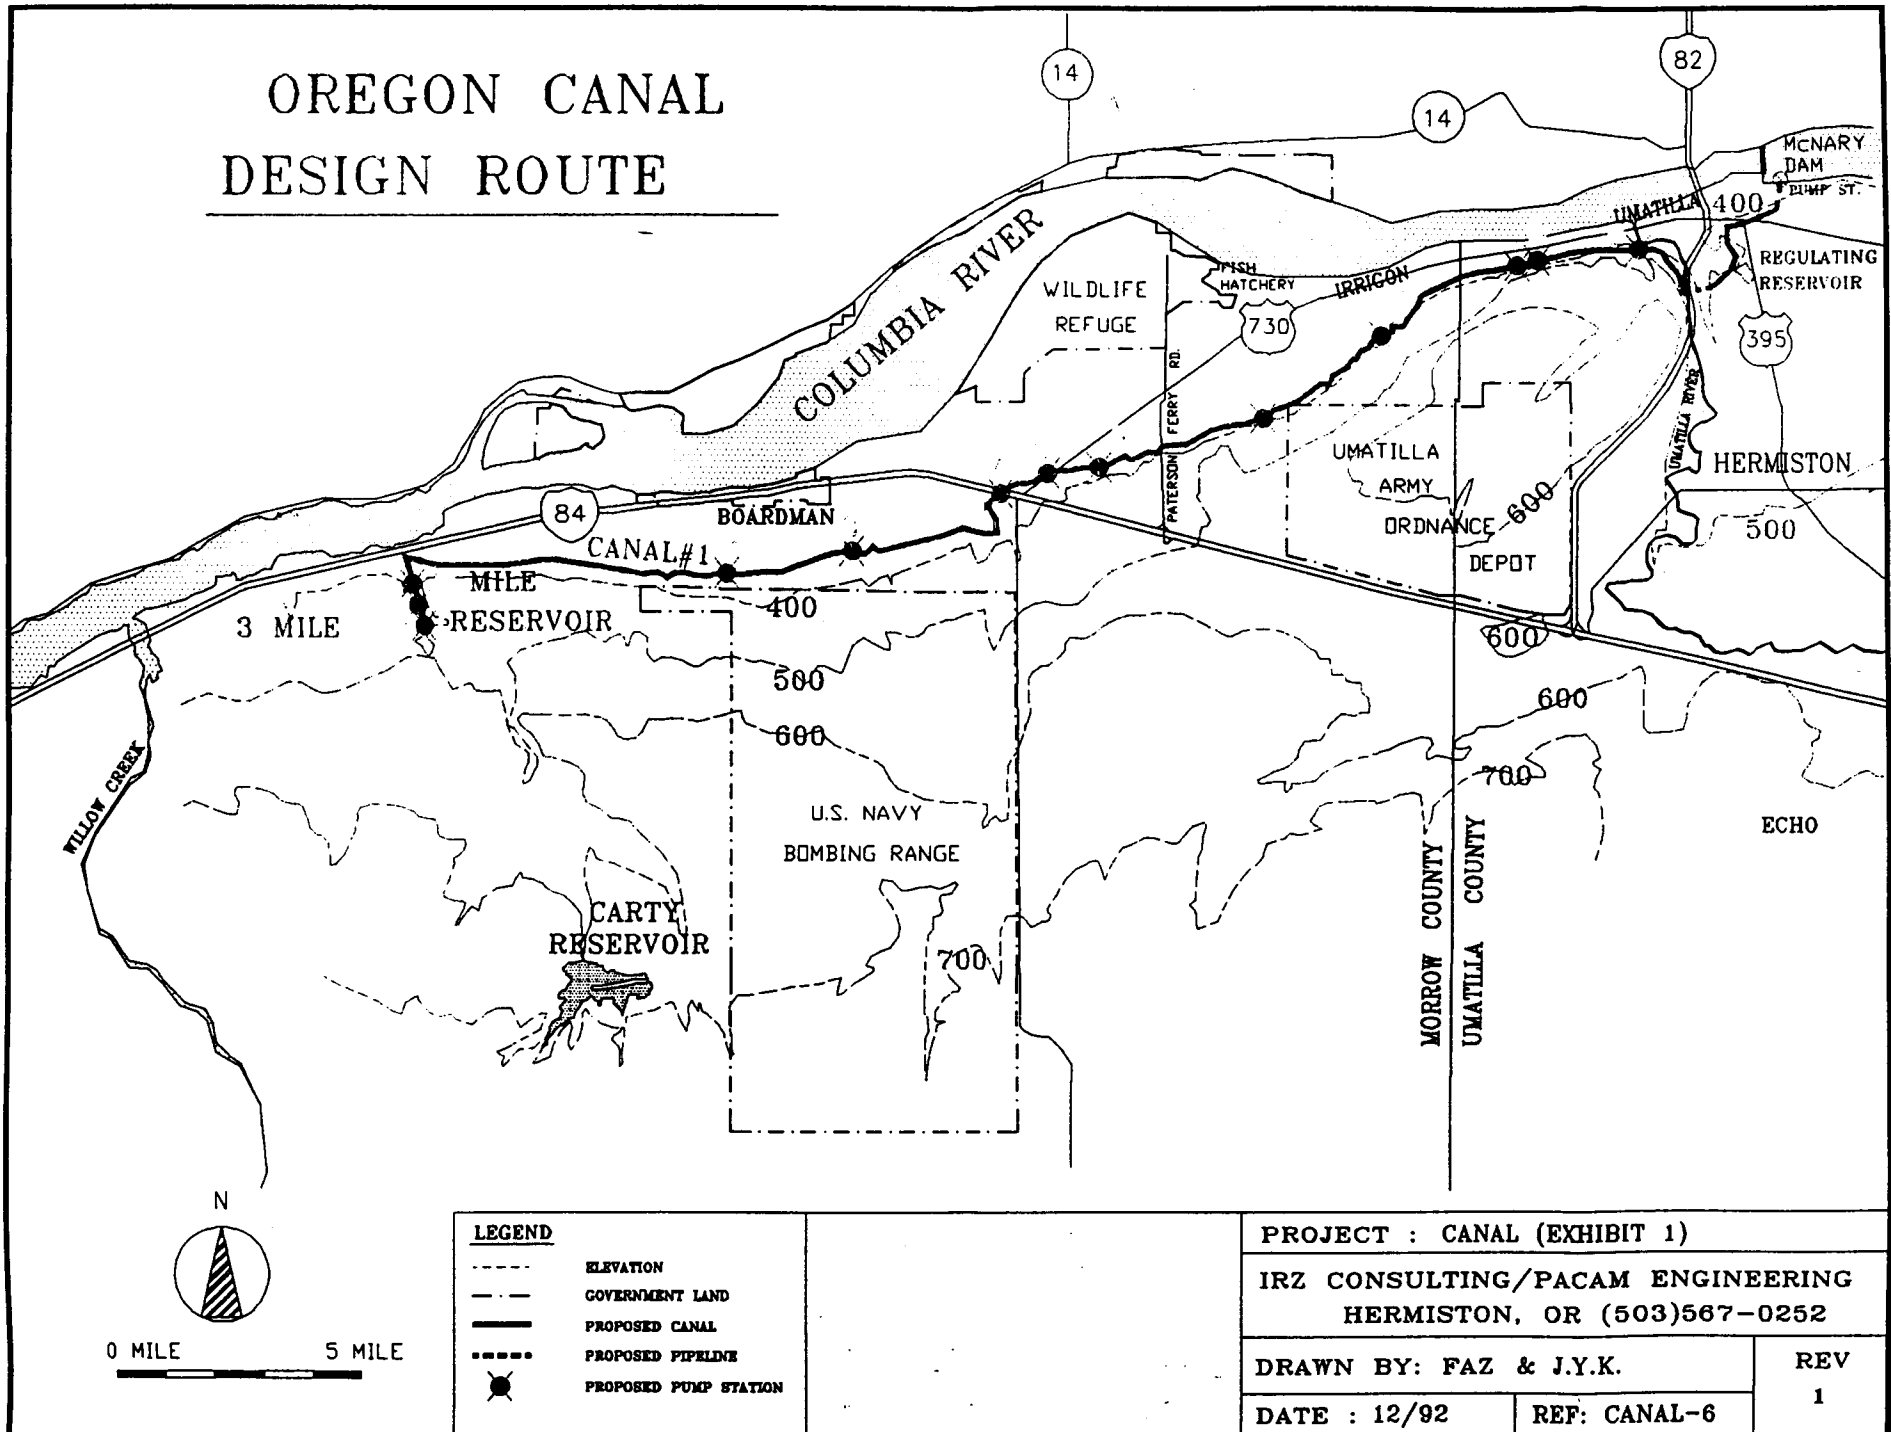 OREGON CANAL
DESIGN ROUTE
14
82
14
McNARY
DAM
PUMP ST.
UMATILLA
400
REGULATING
RESERVOIR
COLUMBIA RIVER
WILDLIFE
REFUGE
FISH
HATCHERY
IRRIGON
730
395
PATERSON FERRY RD.
UMATILLA RIVER
UMATILLA
ARMY
ORDNANCE
DEPOT
600
HERMISTON
500
84
BOARDMAN
CANAL#1
MILE
RESERVOIR
3 MILE
400
500
600
600
600
700
WILLOW CREEK
U.S. NAVY
BOMBING RANGE
ECHO
CARTY
RESERVOIR
700
MORROW COUNTY
UMATILLA COUNTY
N
0 MILE 5 MILE
LEGEND
ELEVATION
GOVERNMENT LAND
PROPOSED CANAL
PROPOSED PIPELINE
PROPOSED PUMP STATION
PROJECT : CANAL (EXHIBIT 1)
IRZ CONSULTING/PACAM ENGINEERING
HERMISTON, OR (503)567-0252
DRAWN BY: FAZ & J.Y.K.
REV
1
DATE : 12/92
REF: CANAL-6